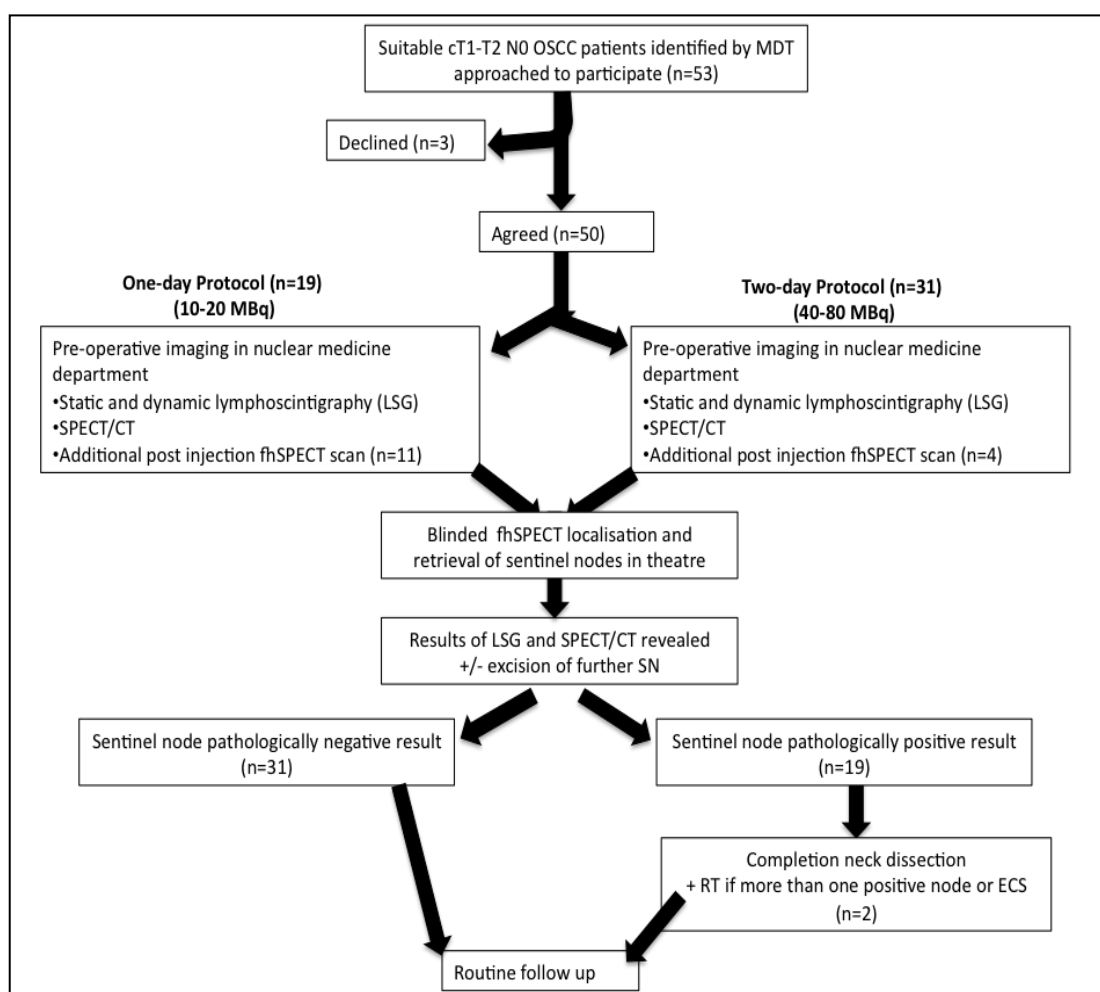 Suitable cT1-T2 N0 OSCC patients identified by MDT
approached to participate (n=53)
Declined (n=3)
Agreed (n=50)
One-day Protocol (n=19)
(10-20 MBq)
Pre-operative imaging in nuclear medicine
department
•Static and dynamic lymphoscintigraphy (LSG)
•SPECT/CT
•Additional post injection fhSPECT scan (n=11)
Two-day Protocol (n=31)
(40-80 MBq)
Pre-operative imaging in nuclear medicine
department
•Static and dynamic lymphoscintigraphy (LSG)
•SPECT/CT
•Additional post injection fhSPECT scan (n=4)
Blinded fhSPECT localisation and
retrieval of sentinel nodes in theatre
Results of LSG and SPECT/CT revealed
+/- excision of further SN
Sentinel node pathologically negative result
(n=31)
Sentinel node pathologically positive result
(n=19)
Completion neck dissection
+ RT if more than one positive node or ECS
(n=2)
Routine follow up